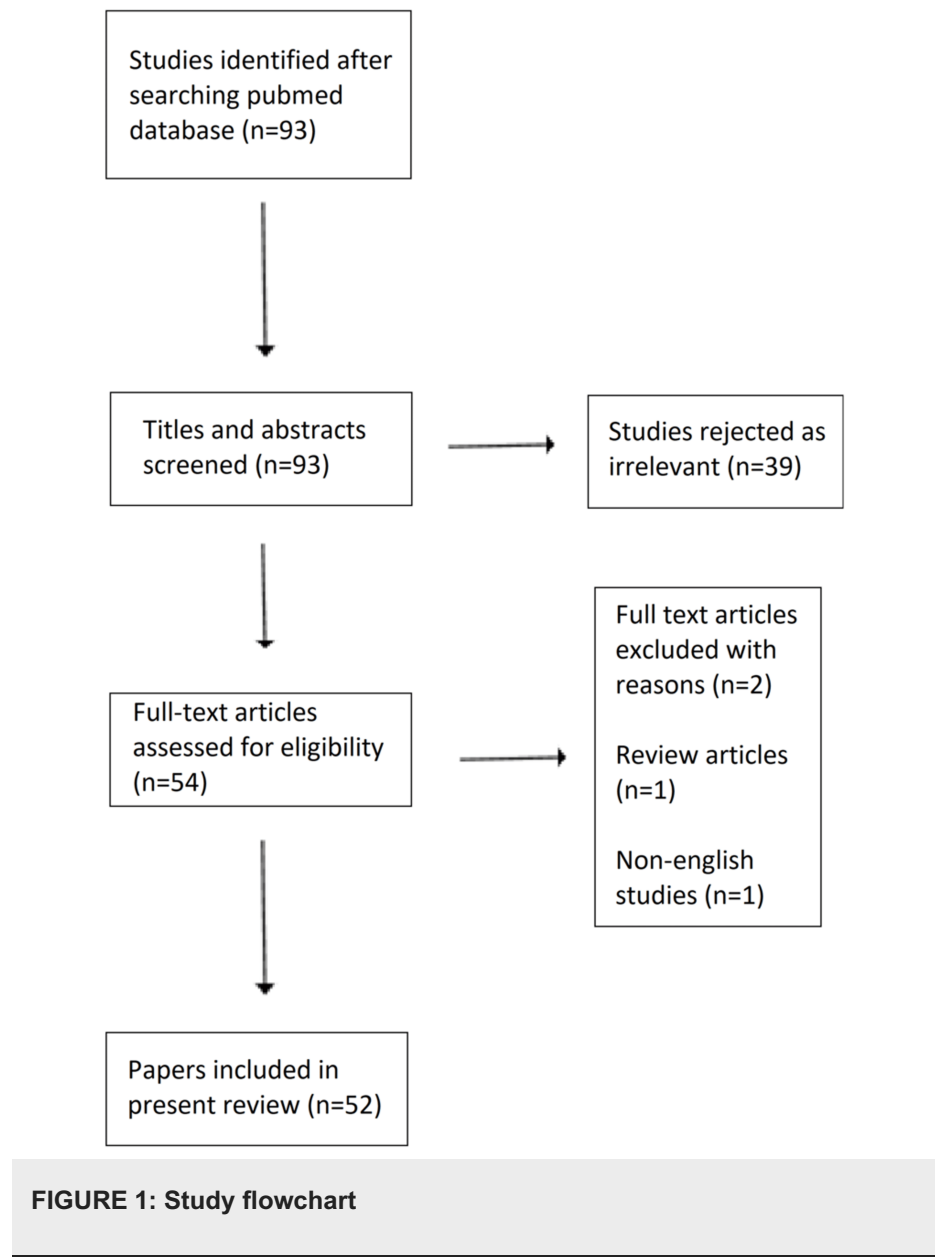 Studies identified after
searching pubmed
database (n=93)
Titles and abstracts
screened (n=93)
Studies rejected as
irrelevant (n=39)
Full-text articles
assessed for eligibility
(n=54)
Full text articles
excluded with
reasons (n=2)
Review articles
(n=1)
Non-english
studies (n=1)
Papers included in
present review (n=52)
FIGURE 1: Study flowchart